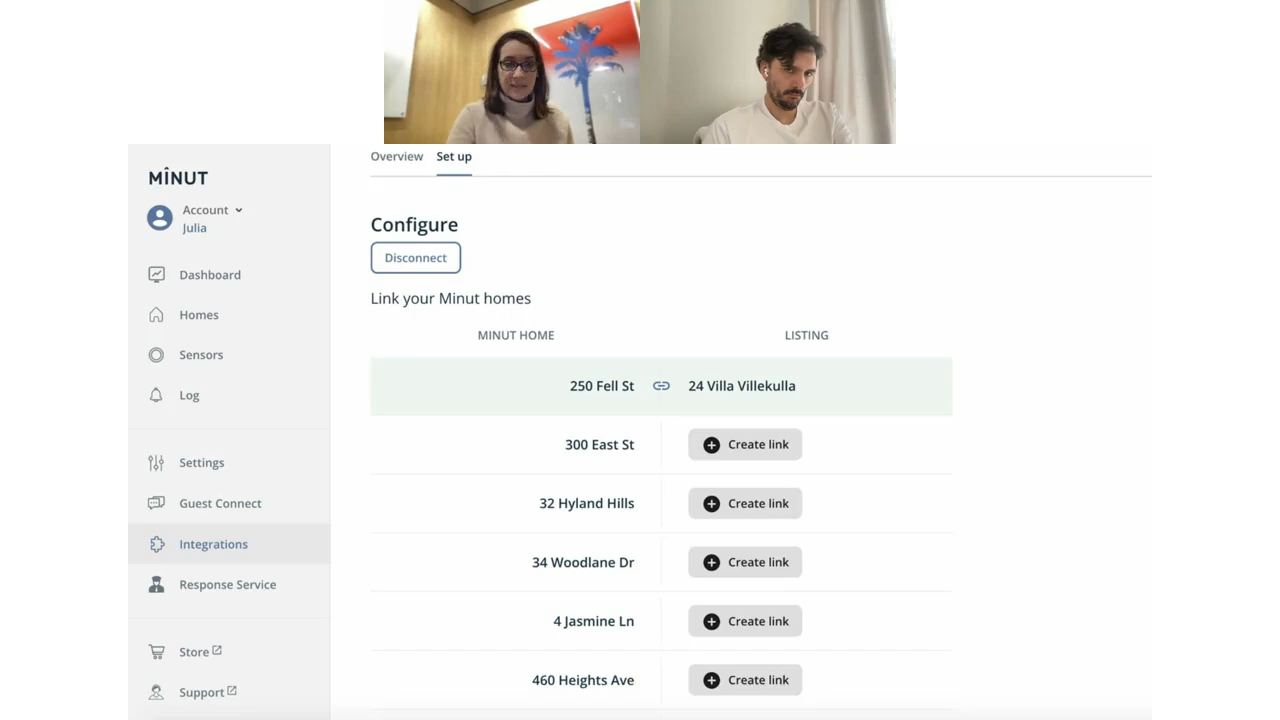 MİNUT
Account
Julia
Dashboard
Homes
Sensors
Log
Settings
Guest Connect
Integrations
Response Service
Store
Support
Overview Set up
Configure
Disconnect
Link your Minut homes
MINUT HOME LISTING
250 Fell St 24 Villa Villekulla
300 East St Create link
32 Hyland Hills Create link
34 Woodlane Dr Create link
4 Jasmine Ln Create link
460 Heights Ave Create link